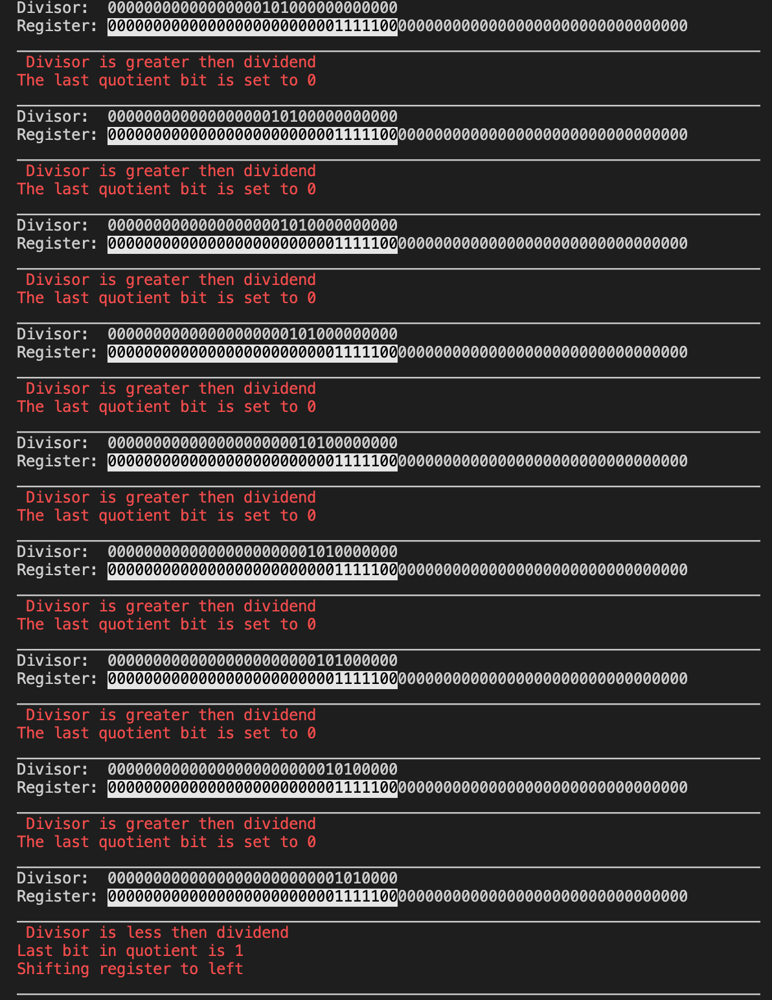 Divisor: 00000000000000000101000000000000
Register: 0000000000000000000000000111110000000000000000000000000000000000
Divisor is greater then dividend
The last quotient bit is set to 0
Divisor: 00000000000000000010100000000000
Register: 0000000000000000000000000111110000000000000000000000000000000000
Divisor is greater then dividend
The last quotient bit is set to 0
Divisor: 00000000000000000001010000000000
Register: 0000000000000000000000000111110000000000000000000000000000000000
Divisor is greater then dividend
The last quotient bit is set to 0
Divisor: 00000000000000000000101000000000
Register: 0000000000000000000000000111110000000000000000000000000000000000
Divisor is greater then dividend
The last quotient bit is set to 0
Divisor: 00000000000000000000010100000000
Register: 0000000000000000000000000111110000000000000000000000000000000000
Divisor is greater then dividend
The last quotient bit is set to 0
Divisor: 00000000000000000000001010000000
Register: 0000000000000000000000000111110000000000000000000000000000000000
Divisor is greater then dividend
The last quotient bit is set to 0
Divisor: 00000000000000000000000101000000
Register: 0000000000000000000000000111110000000000000000000000000000000000
Divisor is greater then dividend
The last quotient bit is set to 0
Divisor: 00000000000000000000000010100000
Register: 0000000000000000000000000111110000000000000000000000000000000000
Divisor is greater then dividend
The last quotient bit is set to 0
Divisor: 00000000000000000000000001010000
Register: 0000000000000000000000000111110000000000000000000000000000000000
Divisor is less then dividend
Last bit in quotient is 1
Shifting register to left